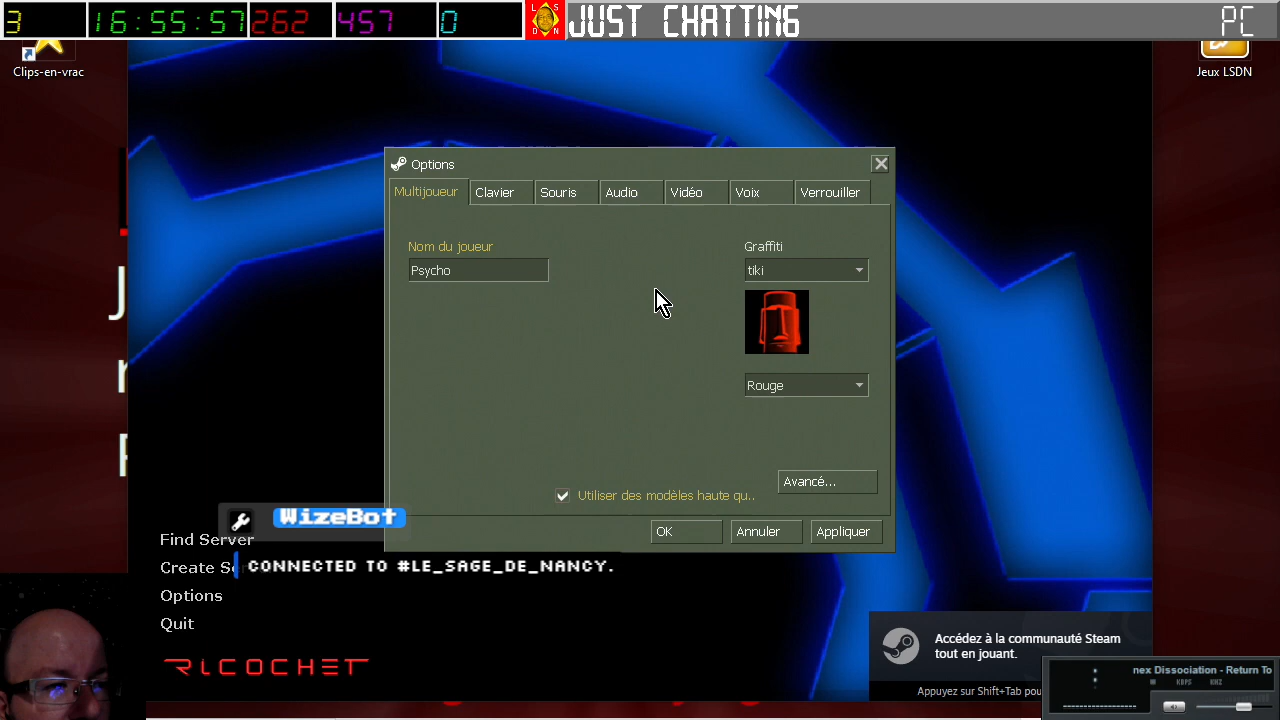 3
16:55:57
262
457
0
LSDN
JUST CHATTING
PC
Clips-en-vrac
Jeux LSDN
Options
Multijoueur
Clavier
Souris
Audio
Vidéo
Voix
Verrouiller
Nom du joueur
Graffiti
Psycho
tiki
Rouge
Avancé...
Utiliser des modèles haute qu..
OK
Annuler
Appliquer
WizeBot
CONNECTED TO #LE_SAGE_DE_NANCY.
Find Server
Create Se
Options
Quit
RICOCHET
Accédez à la communauté Steam
tout en jouant.
Appuyez sur Shift+Tab pou
nex Dissociation - Return To
KBPS
KHZ